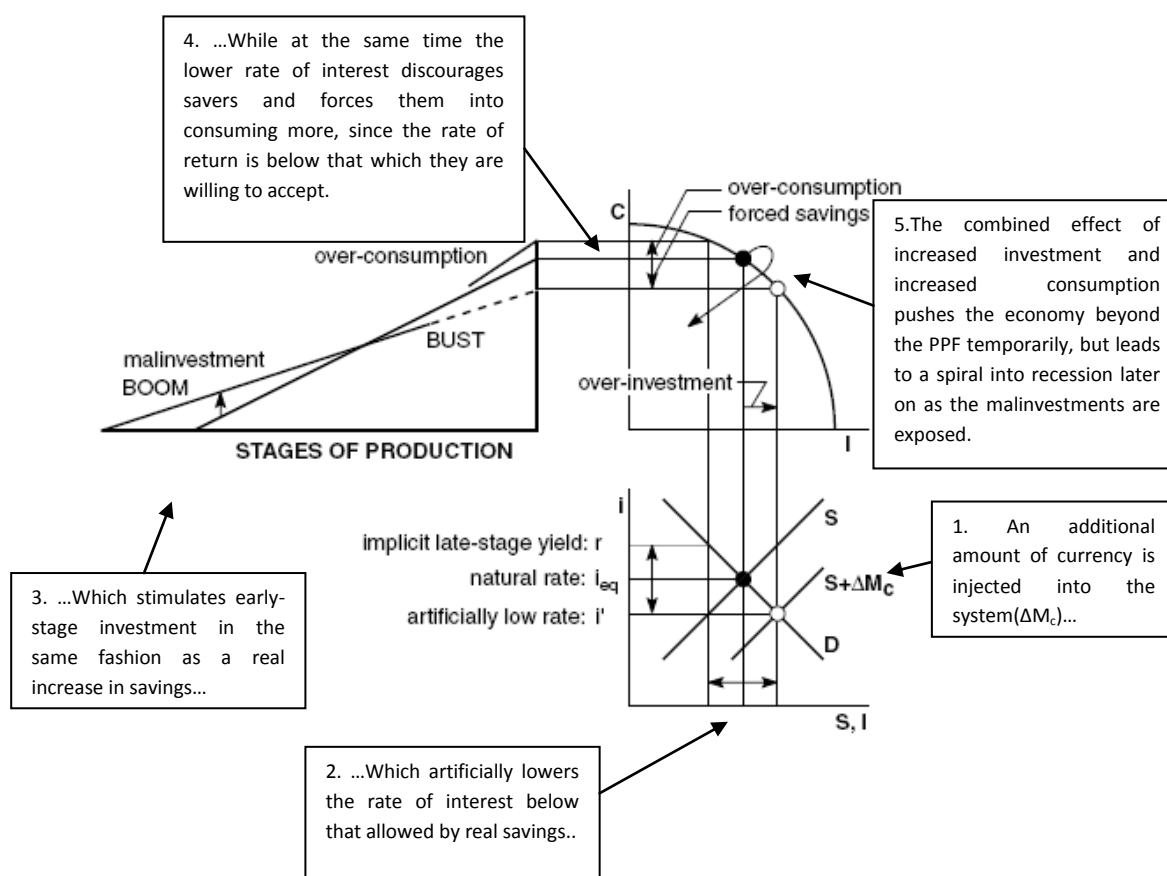 4. ...While at the same time the
lower rate of interest discourages
savers and forces them into
consuming more, since the rate of
return is below that which they are
willing to accept.
over-consumption
forced savings
C
5.The combined effect of
increased investment and
increased consumption
pushes the economy beyond
the PPF temporarily, but leads
to a spiral into recession later
on as the malinvestments are
exposed.
over-consumption
BUST
malinvestment
BOOM
over-investment
I
STAGES OF PRODUCTION
i
S
implicit late-stage yield: r
natural rate: ieq
S+ΔMC
artificially low rate: i'
D
S, I
1. An additional
amount of currency is
injected into the
system(ΔMc)...
3. ...Which stimulates early-
stage investment in the
same fashion as a real
increase in savings...
2. ...Which artificially lowers
the rate of interest below
that allowed by real savings..